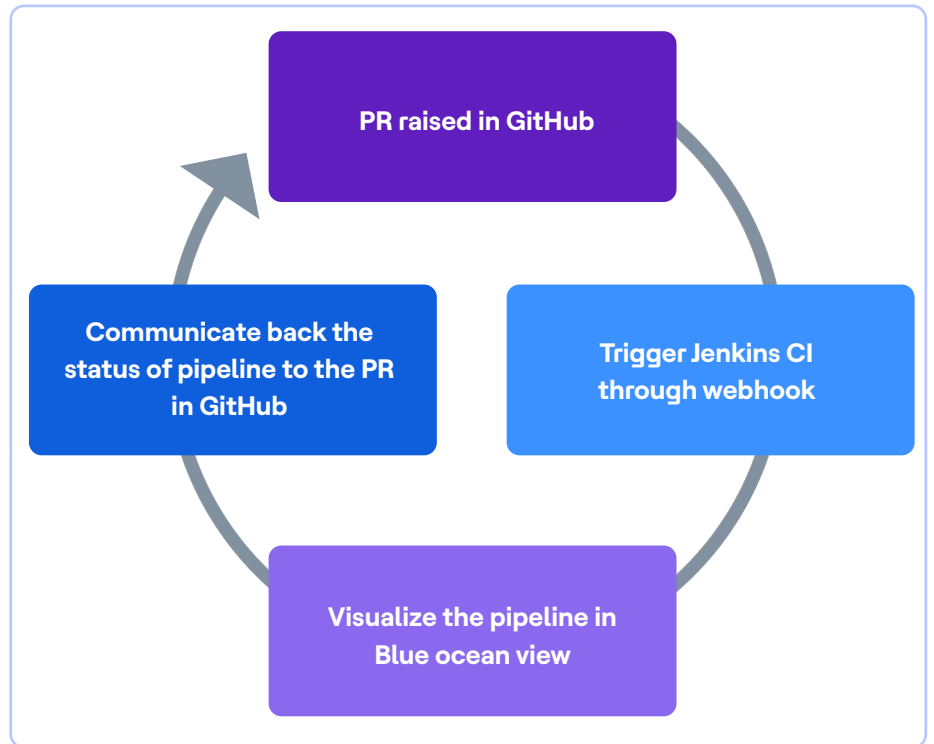 PR raised in GitHub
Communicate back the
status of pipeline to the PR
in GitHub
Trigger Jenkins CI
through webhook
Visualize the pipeline in
Blue ocean view